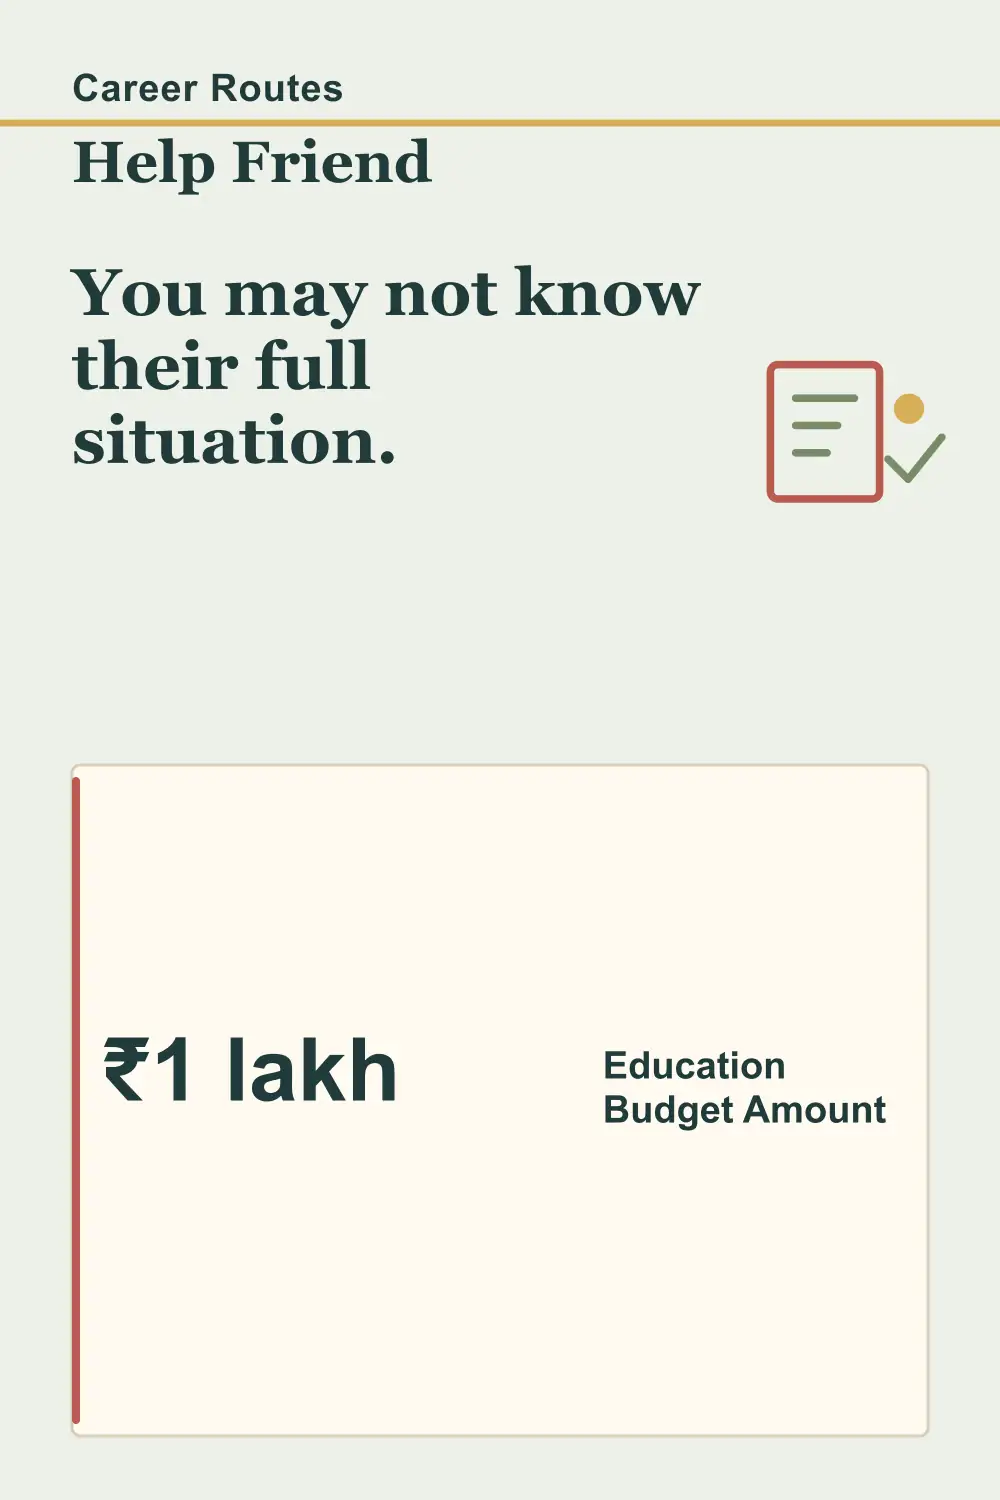 Career Routes
Help Friend
You may not know
their full
situation.
₹1 lakh
Education
Budget Amount